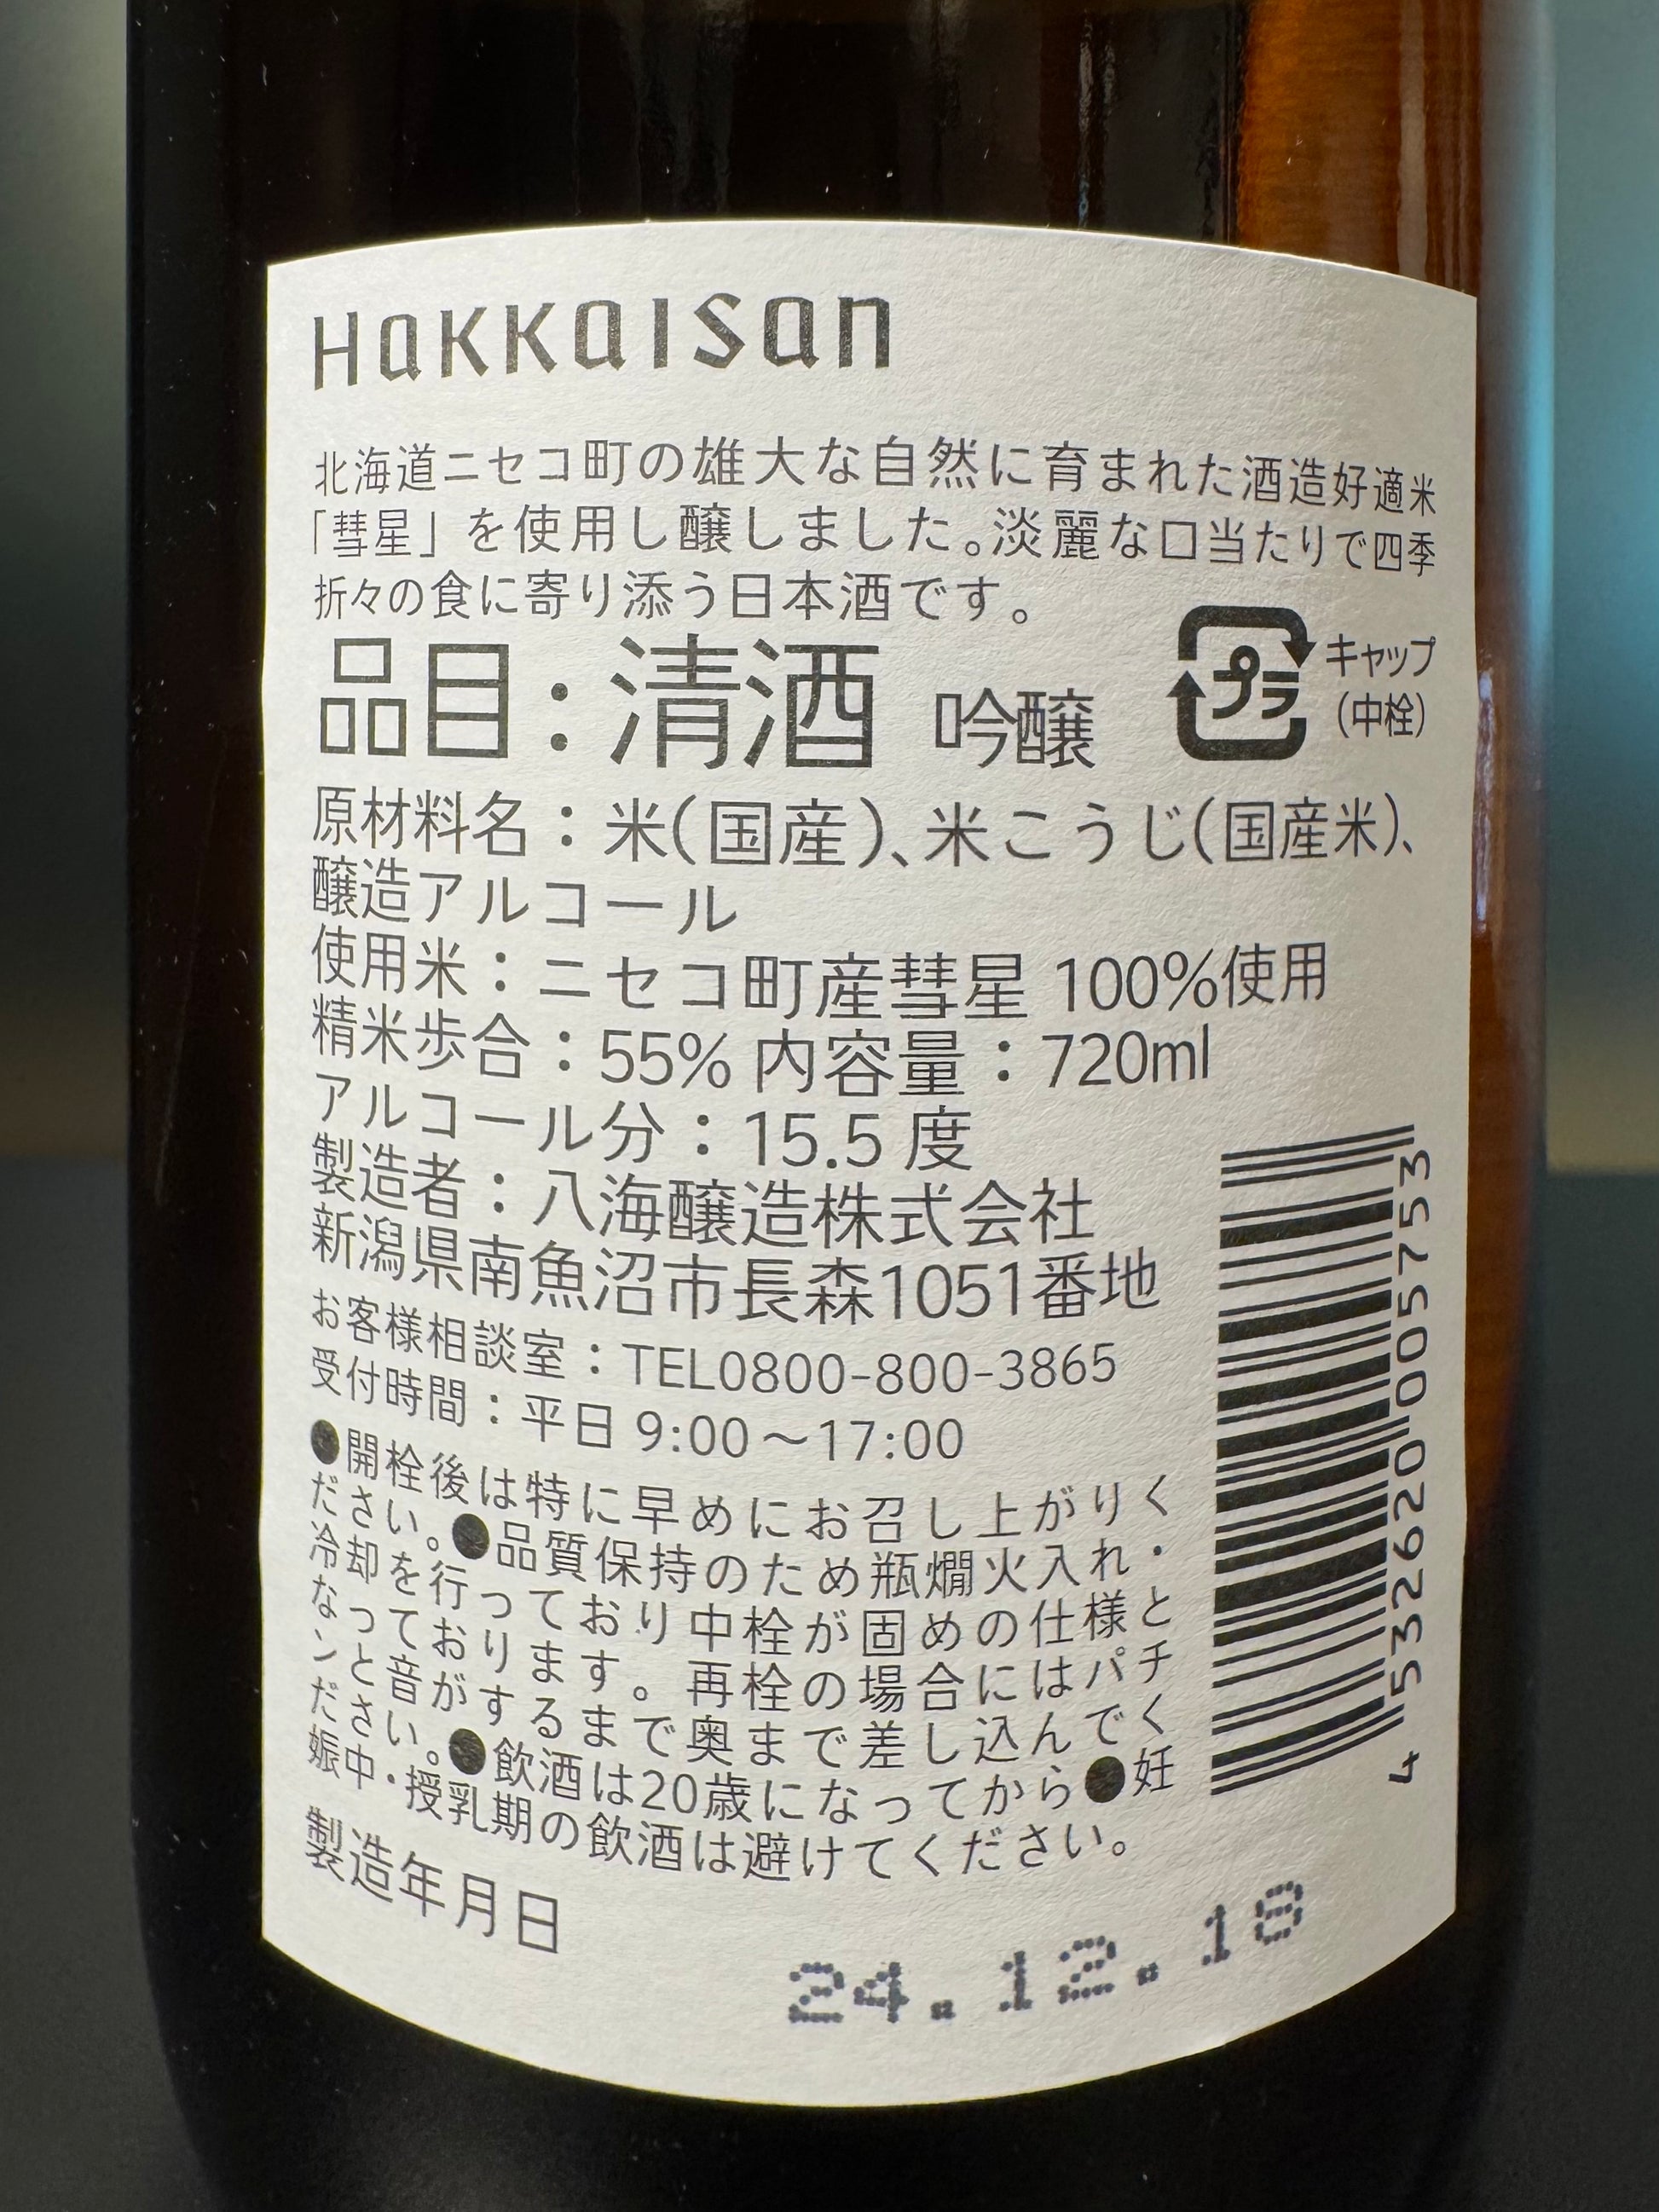 Hakkaisan
北海道ニセコ町の雄大な自然に育まれた酒造好適米
「彗星」を使用し醸しました。淡麗な口当たりで四季
折々の食に寄り添う日本酒です。
品目：清酒 吟醸
プラ
キャップ
（中栓）
原材料名：米（国産）、米こうじ（国産米）、
醸造アルコール
使用米：ニセコ町産彗星 100%使用
精米歩合：55% 内容量：720ml
アルコール分：15.5 度
製造者：八海醸造株式会社
新潟県南魚沼市長森1051番地
お客様相談室：TEL0800-800-3865
受付時間：平日 9:00～17:00
●開栓後は特に早めにお召し上がりく
ださい。●品質保持のため瓶燗火入れ・
冷却を行っており中栓が固めの仕様と
なっております。再栓の場合にはパチ
ンと音がするまで奥まで差し込んでく
ださい。●飲酒は20歳になってから●妊
娠中・授乳期の飲酒は避けてください。
4 532620 005753
製造年月日
24.12.18